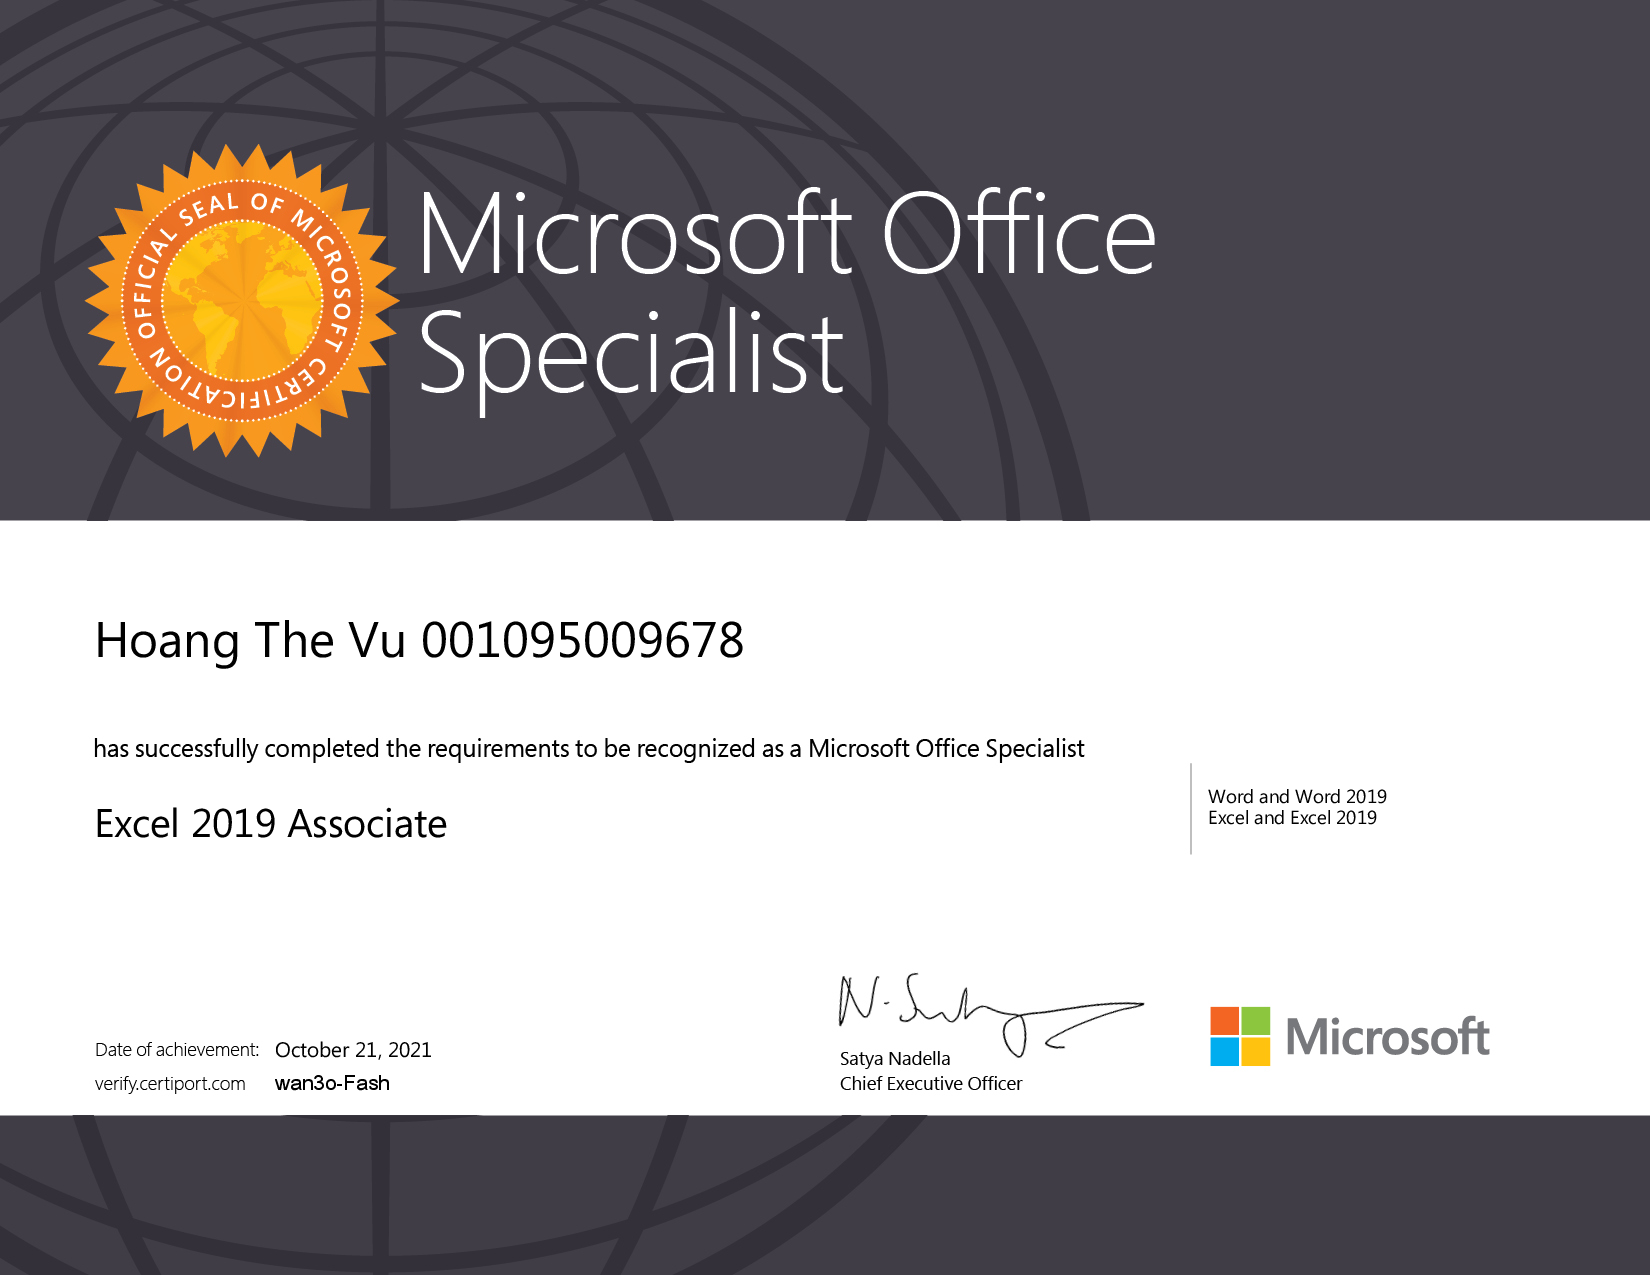 OFFICIAL SEAL OF MICROSOFT CERTIFICATION
Microsoft Office
Specialist
Hoang The Vu 001095009678
has successfully completed the requirements to be recognized as a Microsoft Office Specialist
Excel 2019 Associate
Word and Word 2019
Excel and Excel 2019
Date of achievement: October 21, 2021
verify.certiport.com wan3o-Fash
Satya Nadella
Chief Executive Officer
Microsoft